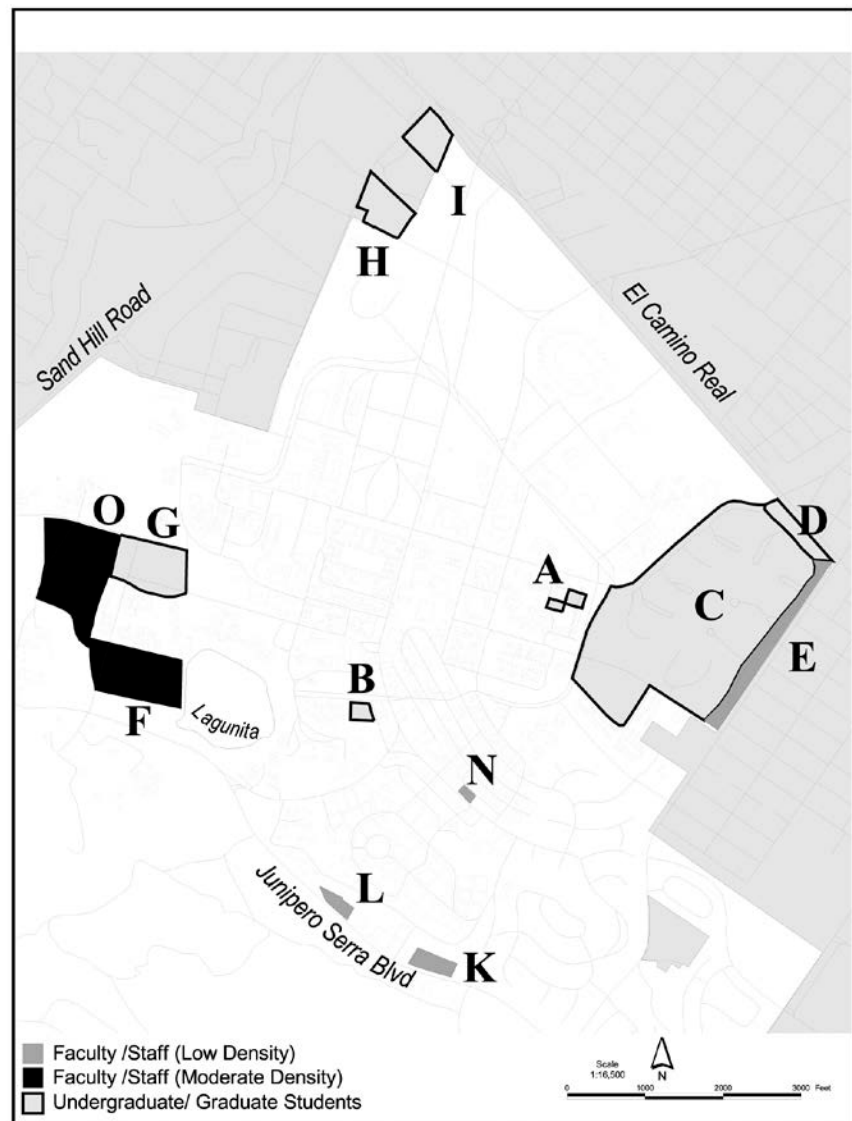 I
H
Sand Hill Road
El Camino Real
O
G
D
A
C
E
B
F
Lagunita
N
L
Junipero Serra Blvd
K
Faculty /Staff (Low Density)
Faculty /Staff (Moderate Density)
Undergraduate/ Graduate Students
Scale
1:16,500
N
0 1000 2000 3000 Feet